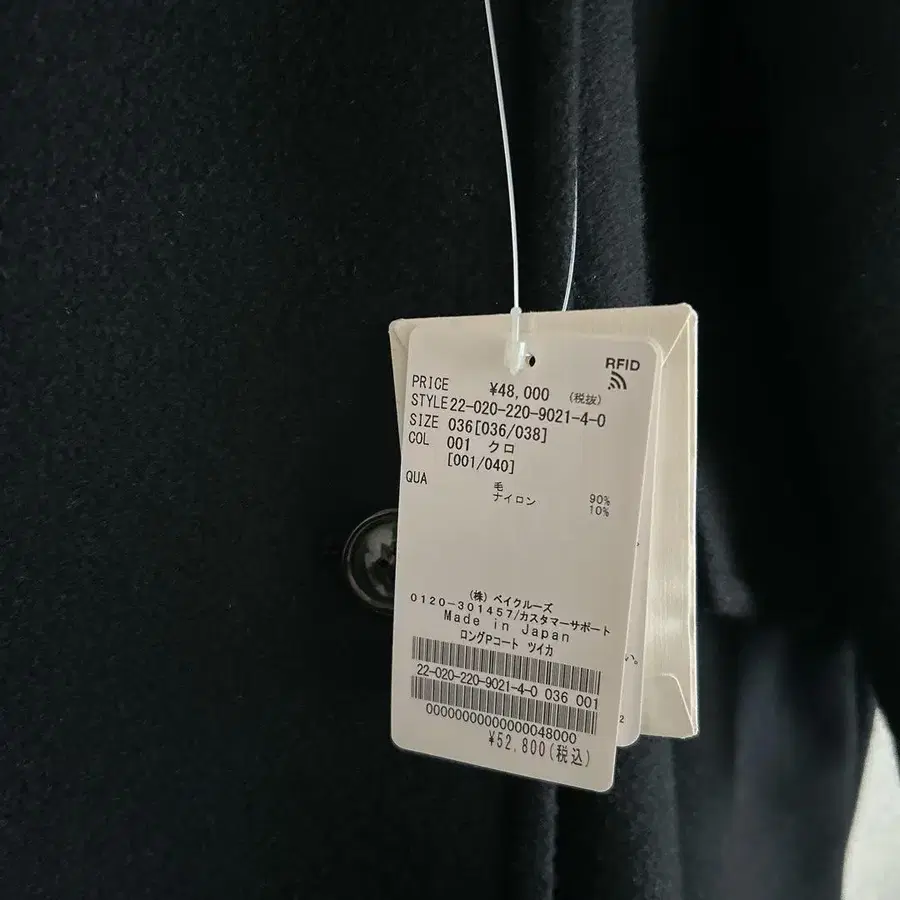 RFID
PRICE ¥48,000 (税抜)
STYLE 22-020-220-9021-4-0
SIZE 036[036/038]
COL 001 クロ
[001/040]
QUA 毛 90%
ナイロン 10%
(株) ベイクルーズ
0120-301457/カスタマーサポート
Made in Japan
ロングPコート ツイカ
22-020-220-9021-4-0 036 001
0000000000000000048000
¥52,800(税込)
い。
2